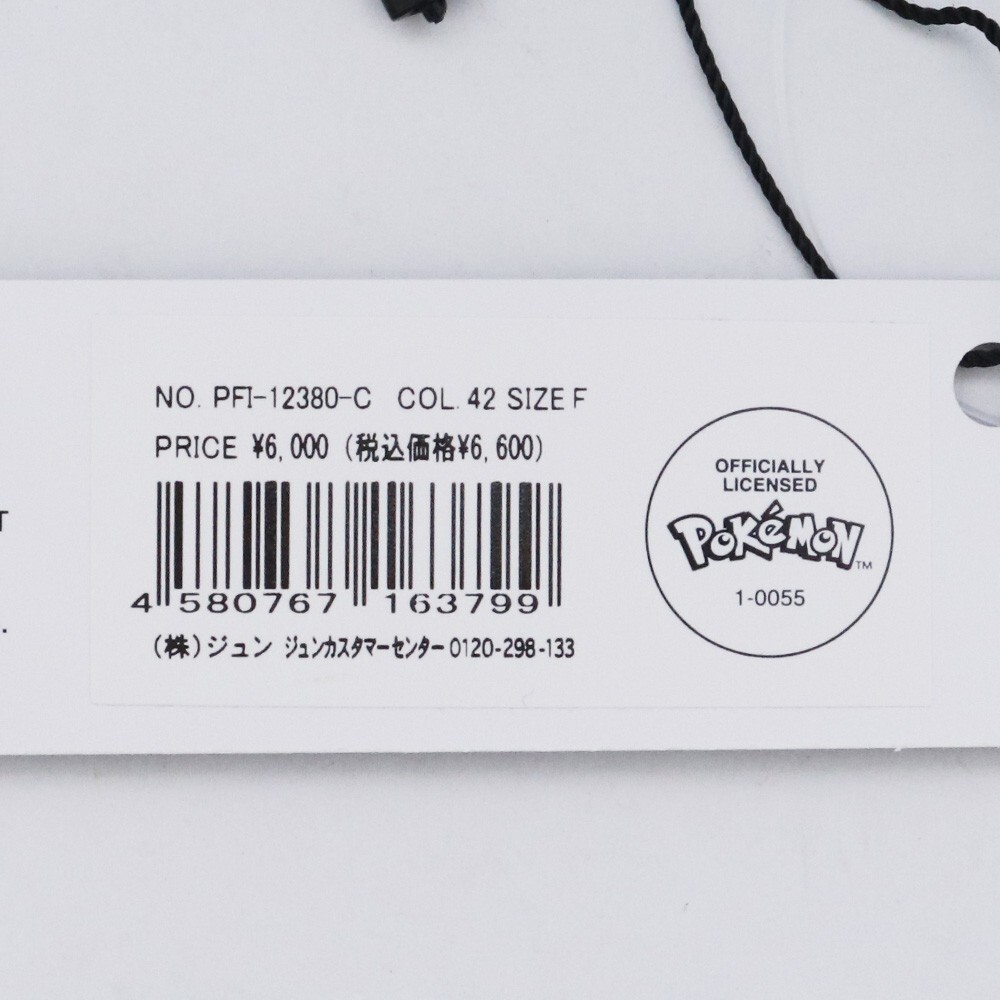 NO. PFI-12380-C COL. 42 SIZE F
PRICE ¥6,000 (税込価格¥6,600)
4 580767 163799
(株)ジュン ジュンカスタマーセンター 0120-298-133
OFFICIALLY
LICENSED
POKéMON™
1-0055
T
.